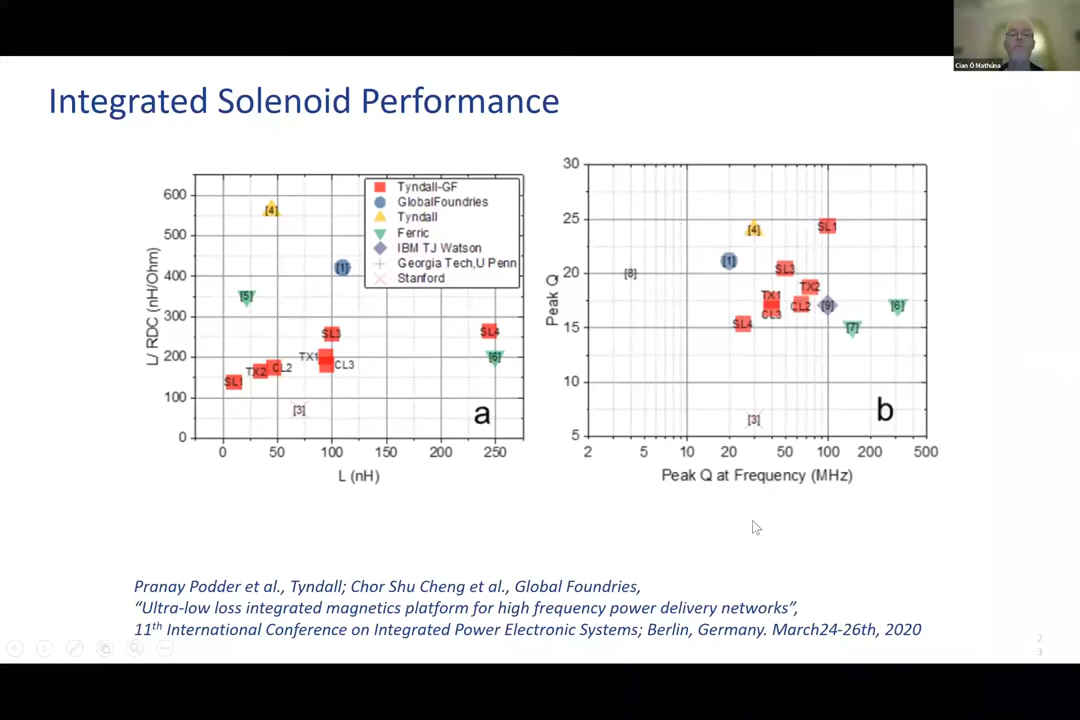 Cian Ó Mathúna
Integrated Solenoid Performance
L/ RDC (nH/Ohm)
600
500
400
300
200
100
0
0 50 100 150 200 250
L (nH)
[4]
[1]
[5]
SL3
SL4
TX1
[6]
CL3
TX2
CL2
SL1
[3]
a
Tyndall-GF
GlobalFoundries
Tyndall
Ferric
IBM TJ Watson
Georgia Tech,U Penn
Stanford
Peak Q
30
25
20
15
10
5
2 5 10 20 50 100 200 500
Peak Q at Frequency (MHz)
[4]
SL1
[1]
SL3
[8]
TX2
TX1
CL2
[9]
[6]
CL3
SL4
[7]
[3]
b
Pranay Podder et al., Tyndall; Chor Shu Cheng et al., Global Foundries,
“Ultra-low loss integrated magnetics platform for high frequency power delivery networks”,
11th International Conference on Integrated Power Electronic Systems; Berlin, Germany. March24-26th, 2020
2
3